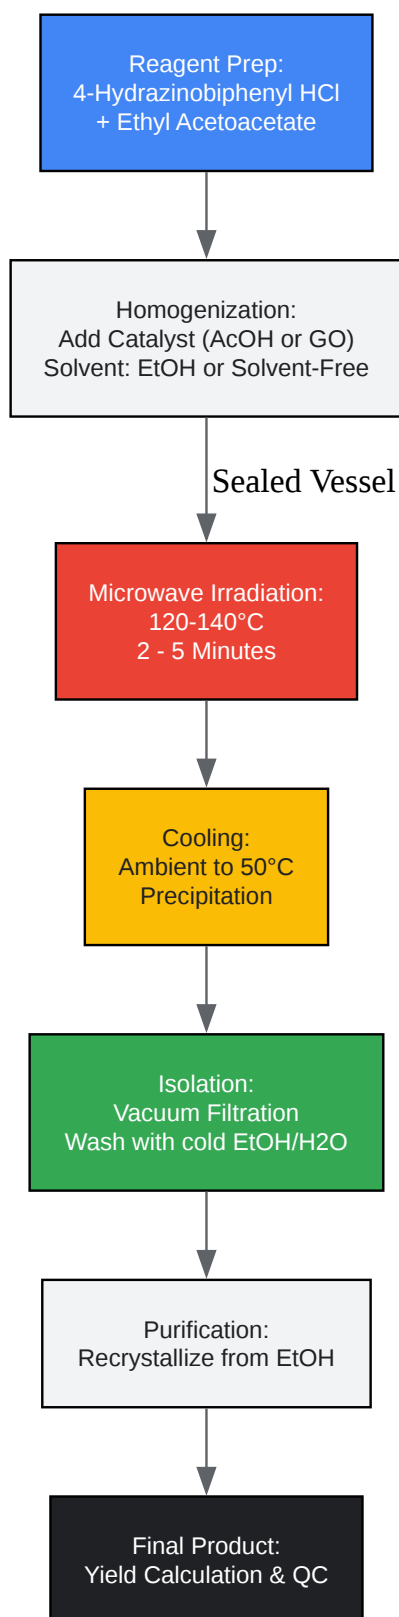 Reagent Prep:
4-Hydrazinobiphenyl HCl
+ Ethyl Acetoacetate
Homogenization:
Add Catalyst (AcOH or GO)
Solvent: EtOH or Solvent-Free
Sealed Vessel
Microwave Irradiation:
120-140°C
2 - 5 Minutes
Cooling:
Ambient to 50°C
Precipitation
Isolation:
Vacuum Filtration
Wash with cold EtOH/H2O
Purification:
Recrystallize from EtOH
Final Product:
Yield Calculation & QC